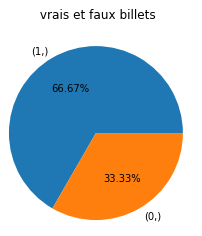 vrais et faux billets
(1,)
66.67%
33.33%
(0,)